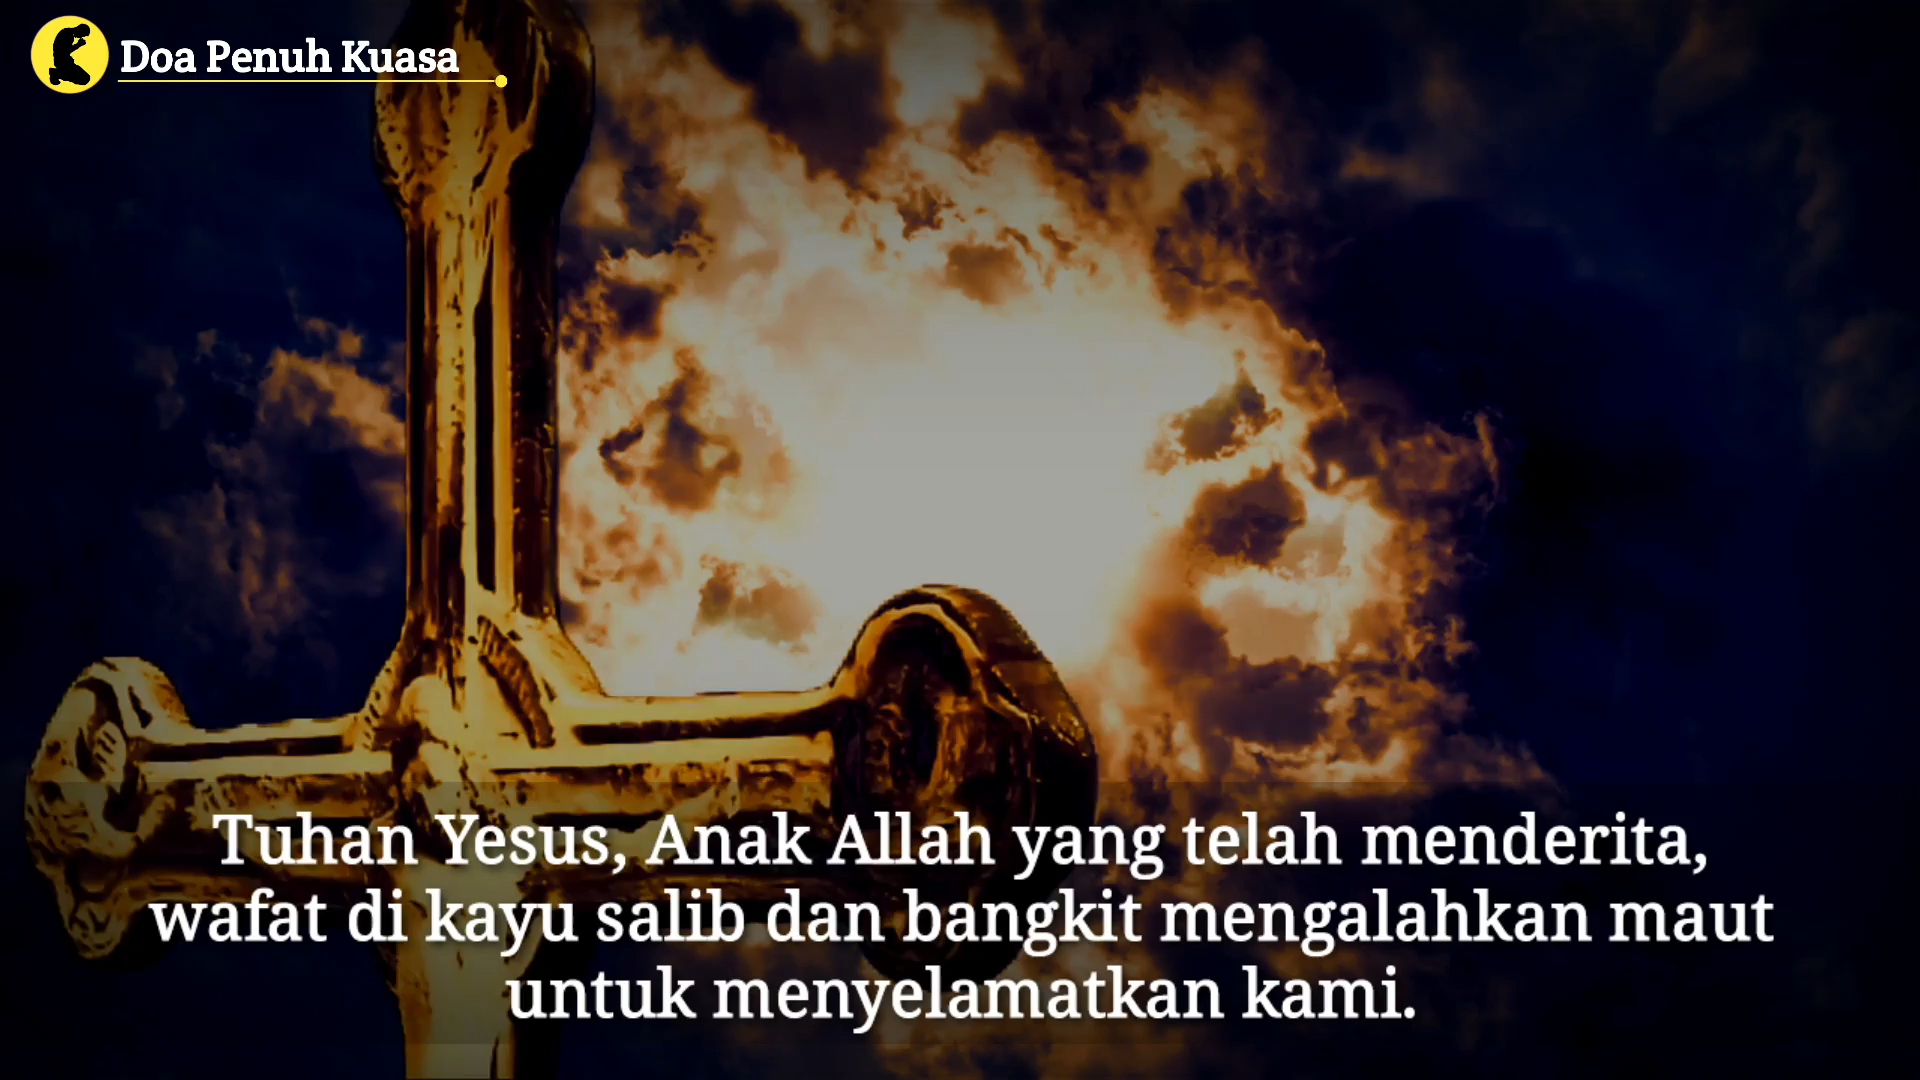 Doa Penuh Kuasa
Tuhan Yesus, Anak Allah yang telah menderita,
wafat di kayu salib dan bangkit mengalahkan maut
untuk menyelamatkan kami.